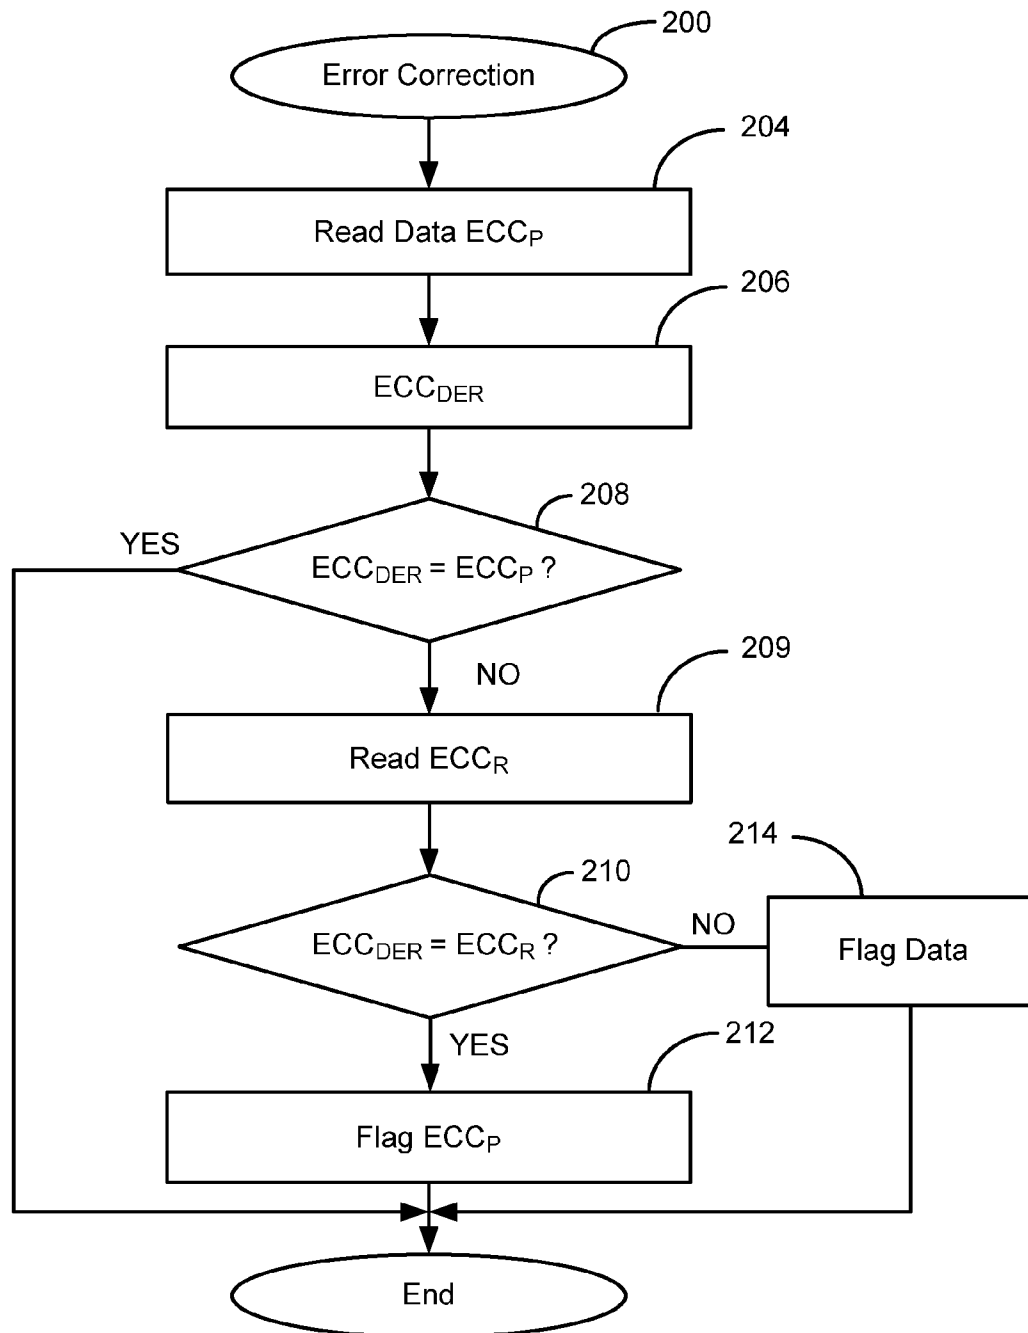 200
Error Correction
204
Read Data ECCP
206
ECCDER
208
YES
ECCDER = ECCP ?
209
NO
Read ECCR
214
210
NO
ECCDER = ECCR ?
Flag Data
212
YES
Flag ECCP
End